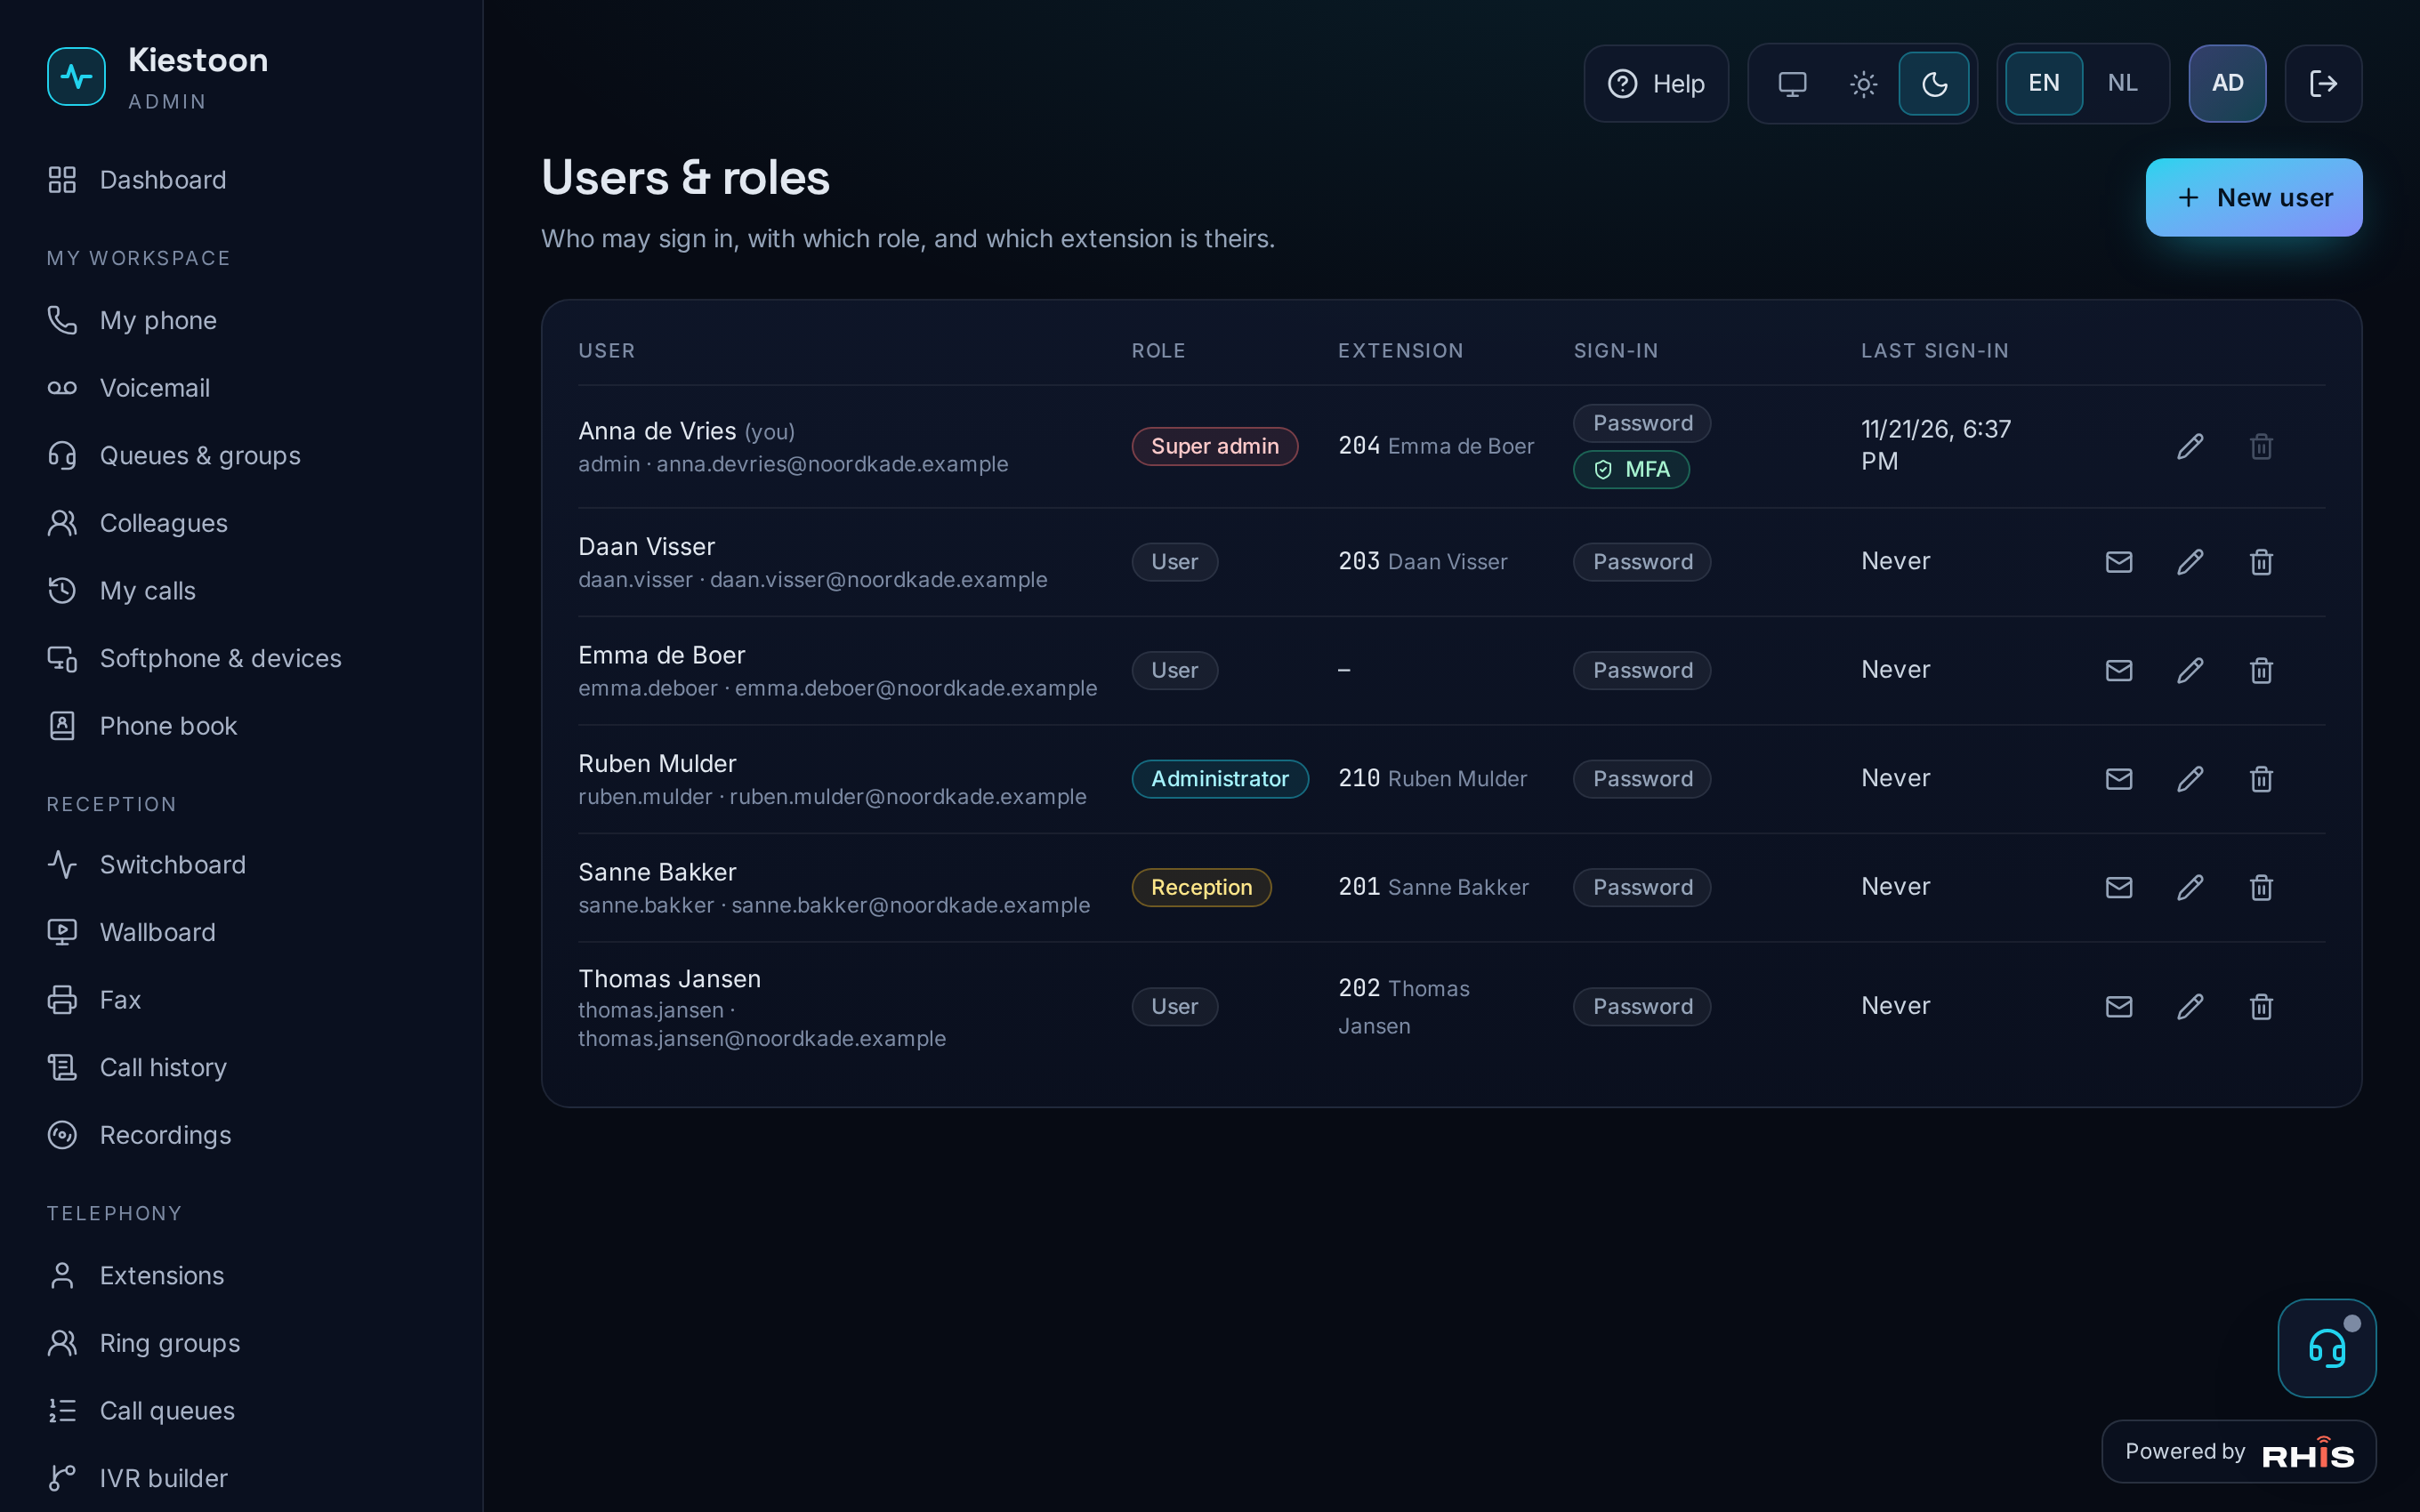 Kiestoon
ADMIN
Dashboard
MY WORKSPACE
My phone
Voicemail
Queues & groups
Colleagues
My calls
Softphone & devices
Phone book
RECEPTION
Switchboard
Wallboard
Fax
Call history
Recordings
TELEPHONY
Extensions
Ring groups
Call queues
IVR builder
Help
EN
NL
AD
Users & roles
Who may sign in, with which role, and which extension is theirs.
New user
USER ROLE EXTENSION SIGN-IN LAST SIGN-IN
Anna de Vries (you)
admin · anna.devries@noordkade.example
Super admin
204 Emma de Boer
Password
MFA
11/21/26, 6:37
PM
Daan Visser
daan.visser · daan.visser@noordkade.example
User
203 Daan Visser
Password
Never
Emma de Boer
emma.deboer · emma.deboer@noordkade.example
User
–
Password
Never
Ruben Mulder
ruben.mulder · ruben.mulder@noordkade.example
Administrator
210 Ruben Mulder
Password
Never
Sanne Bakker
sanne.bakker · sanne.bakker@noordkade.example
Reception
201 Sanne Bakker
Password
Never
Thomas Jansen
thomas.jansen ·
thomas.jansen@noordkade.example
User
202 Thomas
Jansen
Password
Never
Powered by RHIS